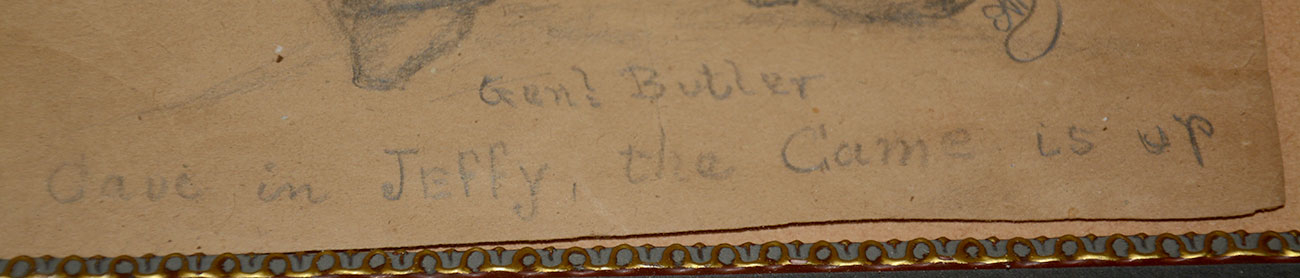 Genl Butler
Cave in Jeffy, the Game is up